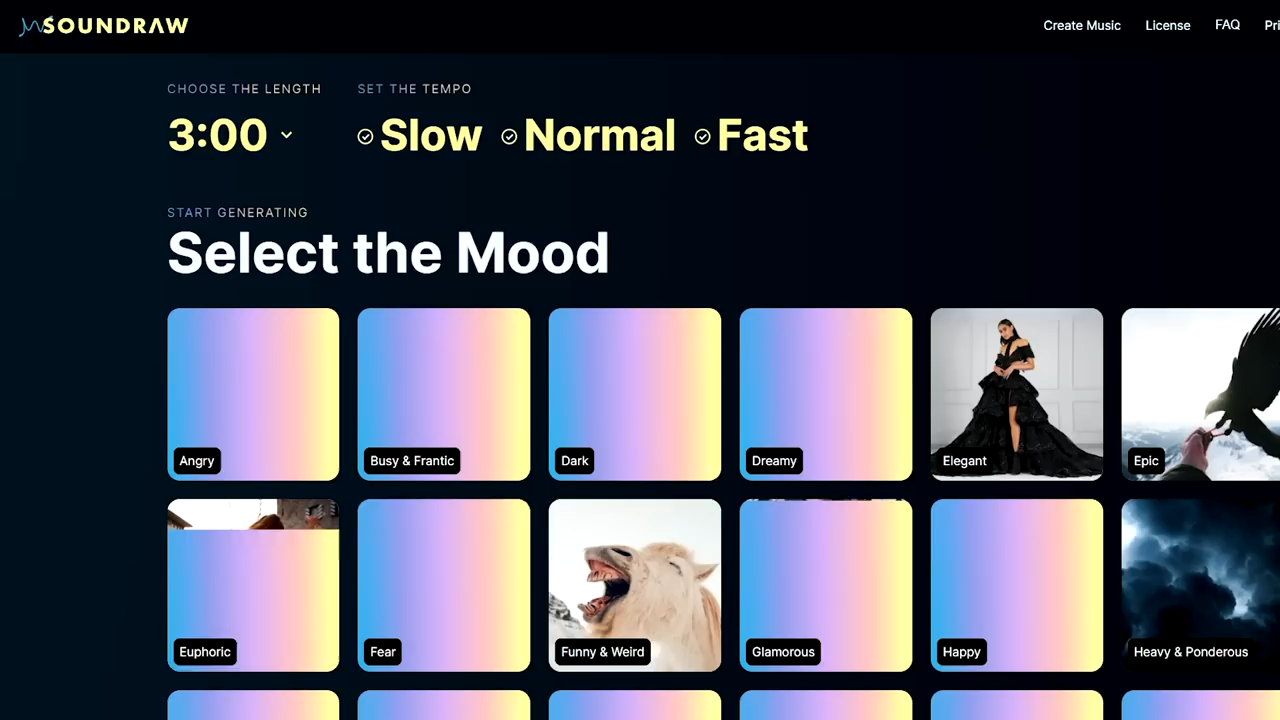 SOUNDRAW
Create Music License FAQ Pri
CHOOSE THE LENGTH SET THE TEMPO
3:00 Slow Normal Fast
START GENERATING
Select the Mood
Angry Busy & Frantic Dark Dreamy Elegant Epic
Euphoric Fear Funny & Weird Glamorous Happy Heavy & Ponderous